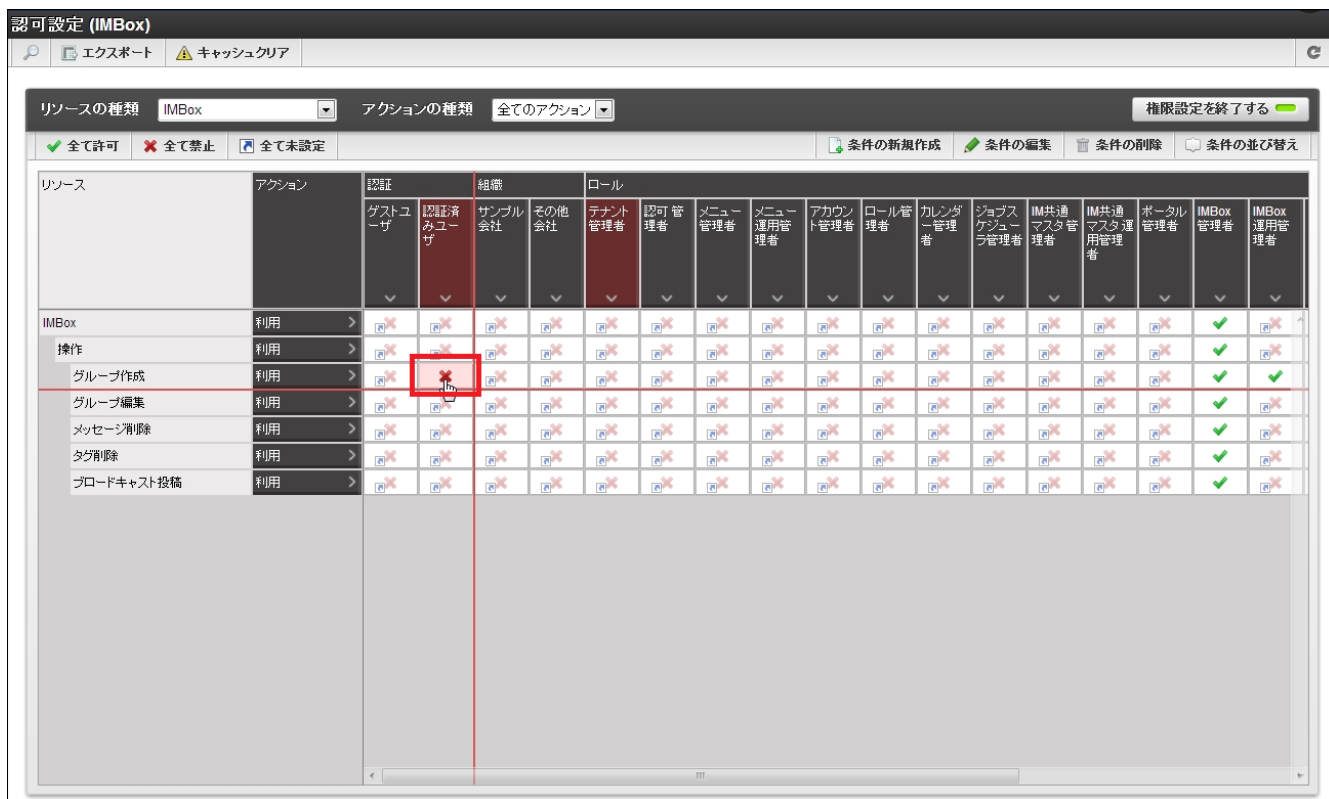 認可設定 (IMBox)
エクスポート キャッシュクリア
リソースの種類 IMBox アクションの種類 全てのアクション 権限設定を終了する
全て許可 全て禁止 全て未設定 条件の新規作成 条件の編集 条件の削除 条件の並び替え
リソース アクション 認証 組織 ロール
ゲストユーザ
認証済みユーザ
サンプル会社
その他会社
テナント管理者
認可管理者
メニュー管理者
メニュー運用管理者
アカウント管理者
ロール管理者
カレンダー管理者
ジョブスケジューラ管理者
IM共通マスタ管理者
IM共通マスタ運用管理者
ポータル管理者
IMBox管理者
IMBox運用管理者
IMBox 利用
操作 利用
グループ作成 利用
グループ編集 利用
メッセージ削除 利用
タグ削除 利用
ブロードキャスト投稿 利用